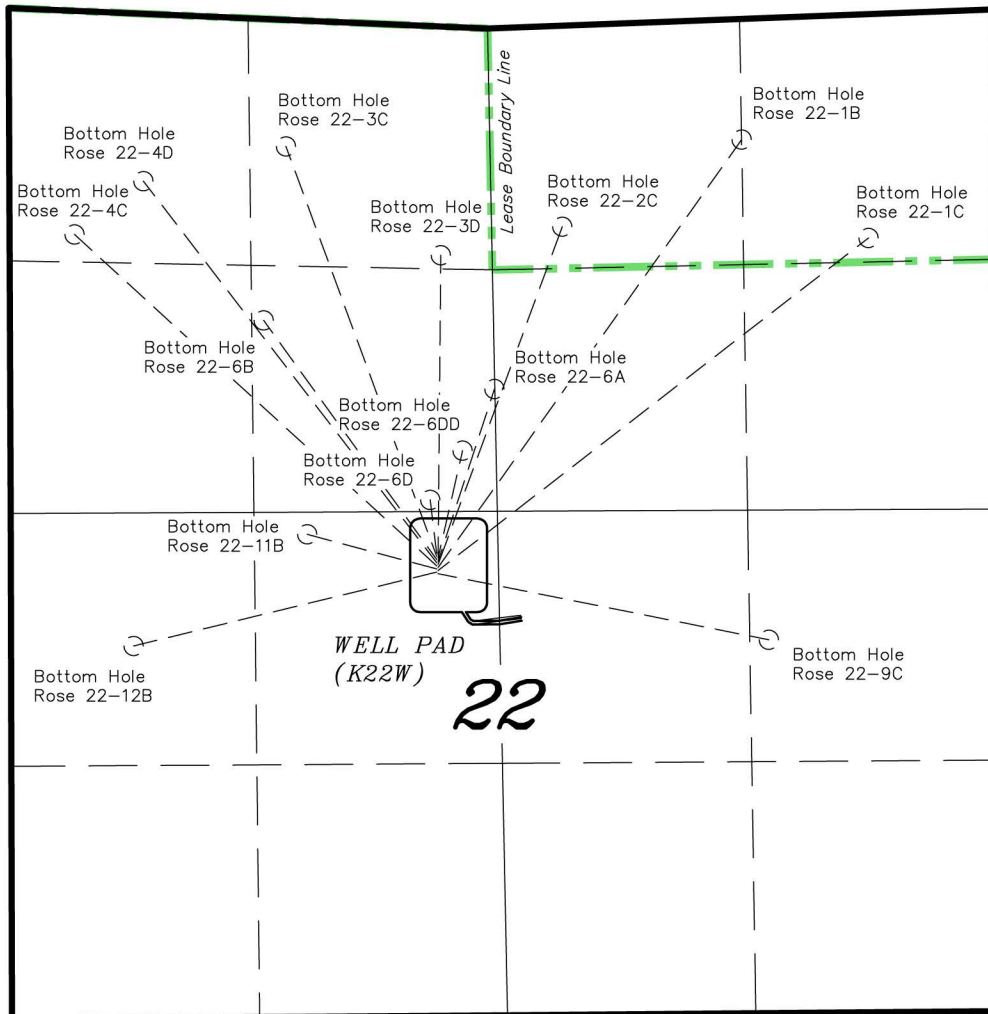 Lease Boundary Line
Bottom Hole
Rose 22-3C
Bottom Hole
Rose 22-1B
Bottom Hole
Rose 22-4D
Bottom Hole
Rose 22-4C
Bottom Hole
Rose 22-2C
Bottom Hole
Rose 22-1C
Bottom Hole
Rose 22-3D
Bottom Hole
Rose 22-6B
Bottom Hole
Rose 22-6A
Bottom Hole
Rose 22-6DD
Bottom Hole
Rose 22-6D
Bottom Hole
Rose 22-11B
WELL PAD
(K22W)
Bottom Hole
Rose 22-9C
Bottom Hole
Rose 22-12B
22